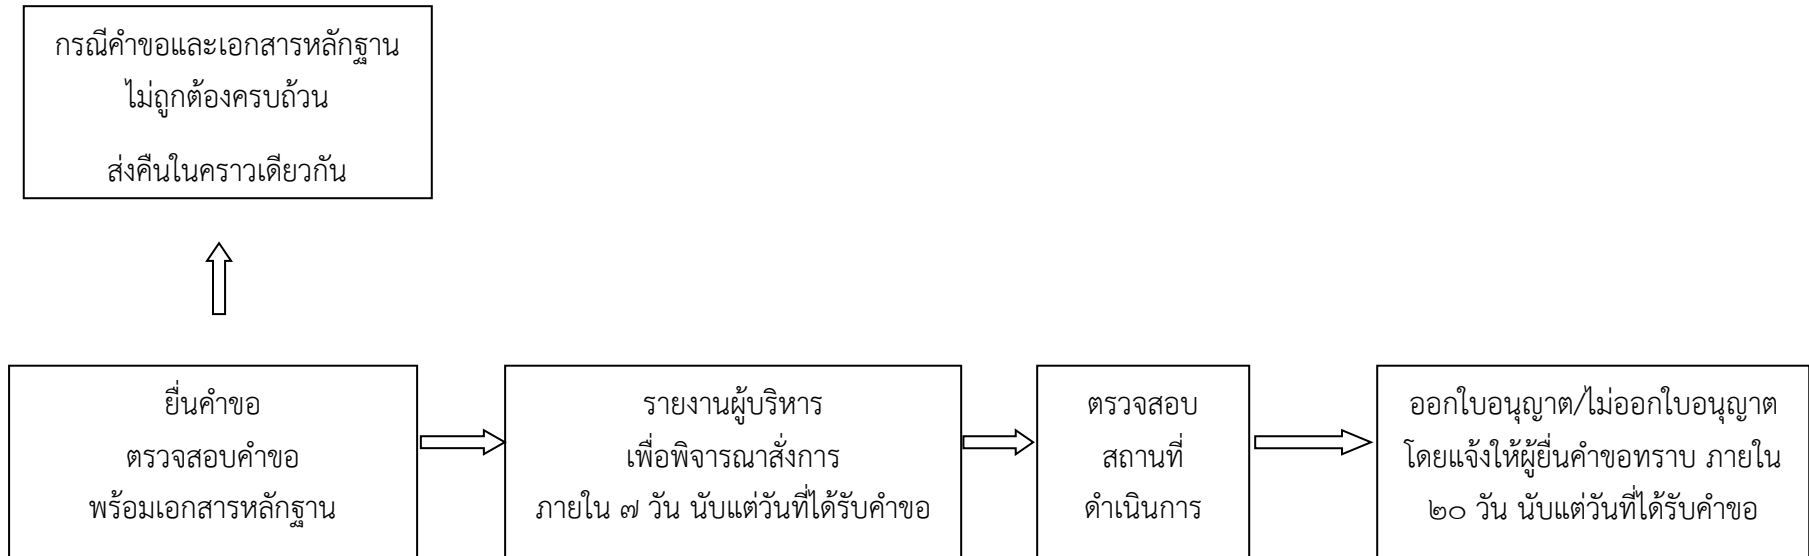 กรณีคำขอและเอกสารหลักฐาน
ไม่ถูกต้องครบถ้วน
ส่งคืนในคราวเดียวกัน
ยื่นคำขอ
ตรวจสอบคำขอ
พร้อมเอกสารหลักฐาน
รายงานผู้บริหาร
เพื่อพิจารณาสั่งการ
ภายใน ๗ วัน นับแต่วันที่ได้รับคำขอ
ตรวจสอบ
สถานที่
ดำเนินการ
ออกใบอนุญาต/ไม่ออกใบอนุญาต
โดยแจ้งให้ผู้ยื่นคำขอทราบ ภายใน
๒๐ วัน นับแต่วันที่ได้รับคำขอ